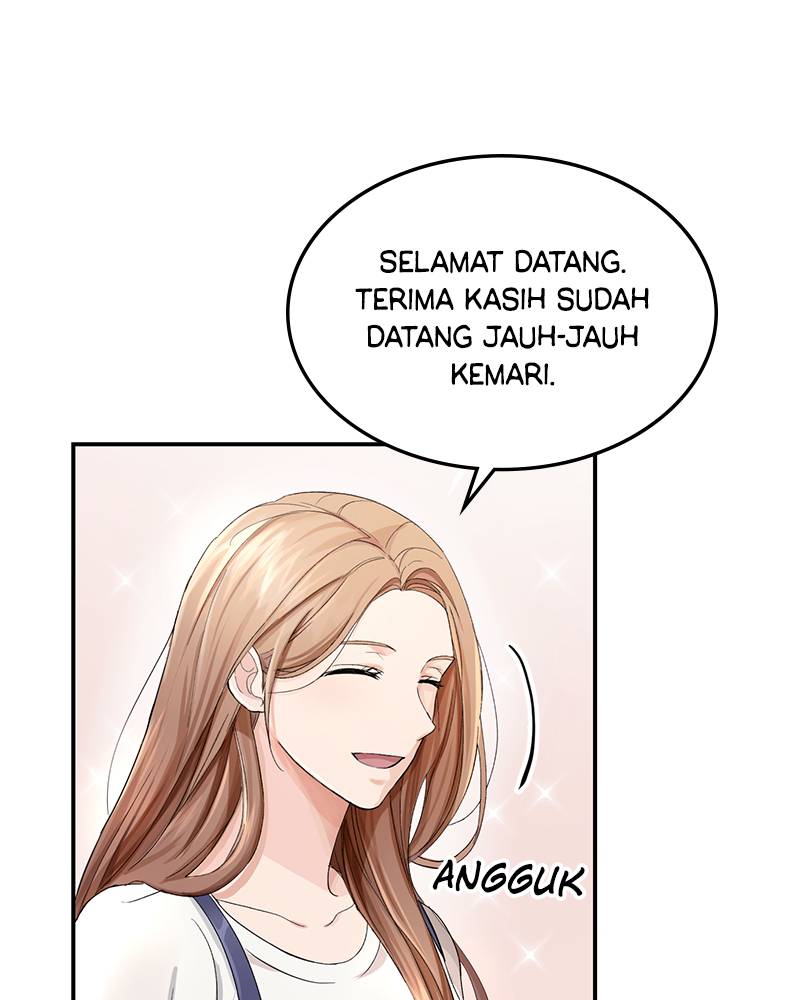 SELAMAT DATANG.
TERIMA KASIH SUDAH
DATANG JAUH-JAUH
KEMARI.
ANGGUK